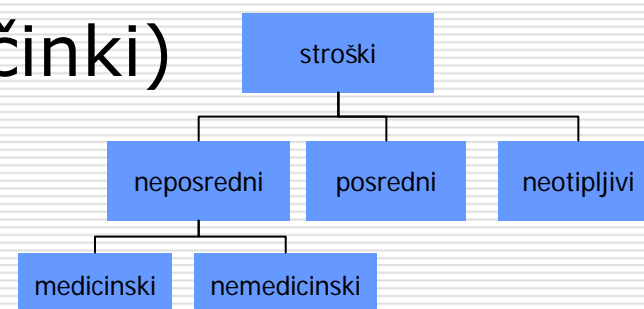 činki)
stroški
neposredni
posredni
neotipljivi
medicinski
nemedicinski